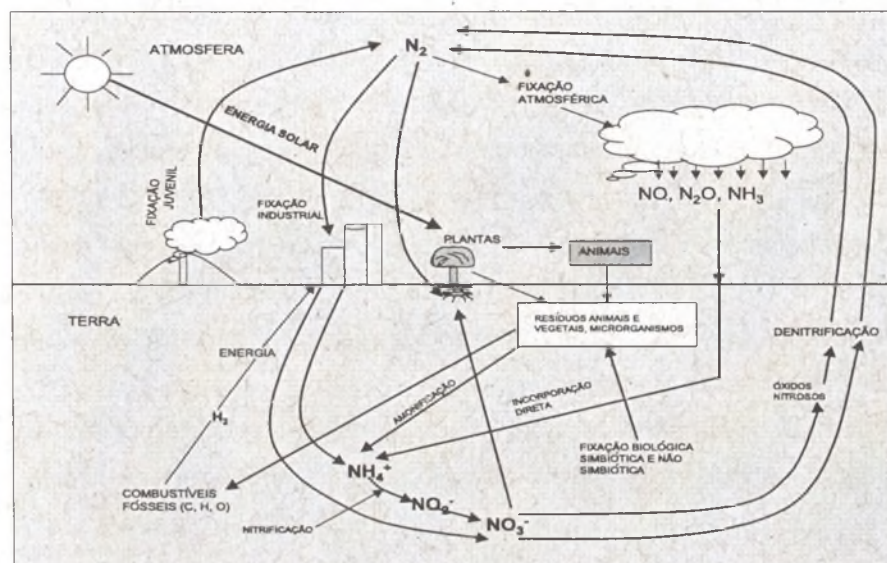 ATMOSFERA
N₂
FIXAÇÃO
ATMOSFÉRICA
ENERGIA SOLAR
FIXAÇÃO
JUVENIL
FIXAÇÃO
INDUSTRIAL
NO, N₂O, NH₃
PLANTAS
ANIMAIS
TERRA
RESÍDUOS ANIMAIS E
VEGETAIS, MICRORGANISMOS
DENITRIFICAÇÃO
ENERGIA
AMONIFICAÇÃO
INCORPORAÇÃO
DIRETA
ÓXIDOS
NITROSOS
H₂
FIXAÇÃO BIOLÓGICA
SIMBIÓTICA E NÃO
SIMBIÓTICA
NH₄⁺
COMBUSTÍVEIS
FÓSSEIS (C, H, O)
NO₂⁻
NITRIFICAÇÃO
NO₃⁻